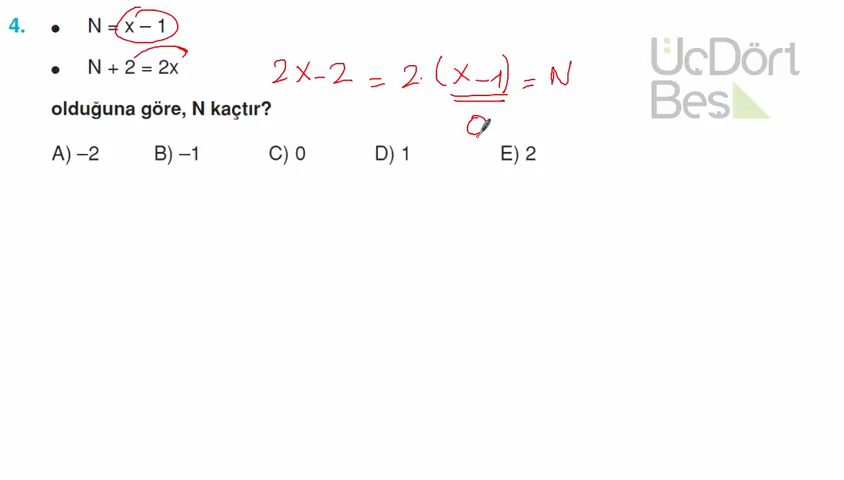 4. • N = x – 1
• N + 2 = 2x
2x-2 = 2.(x-1) = N
0
olduğuna göre, N kaçtır?
A) –2 B) –1 C) 0 D) 1 E) 2
ÜçDört
Beş